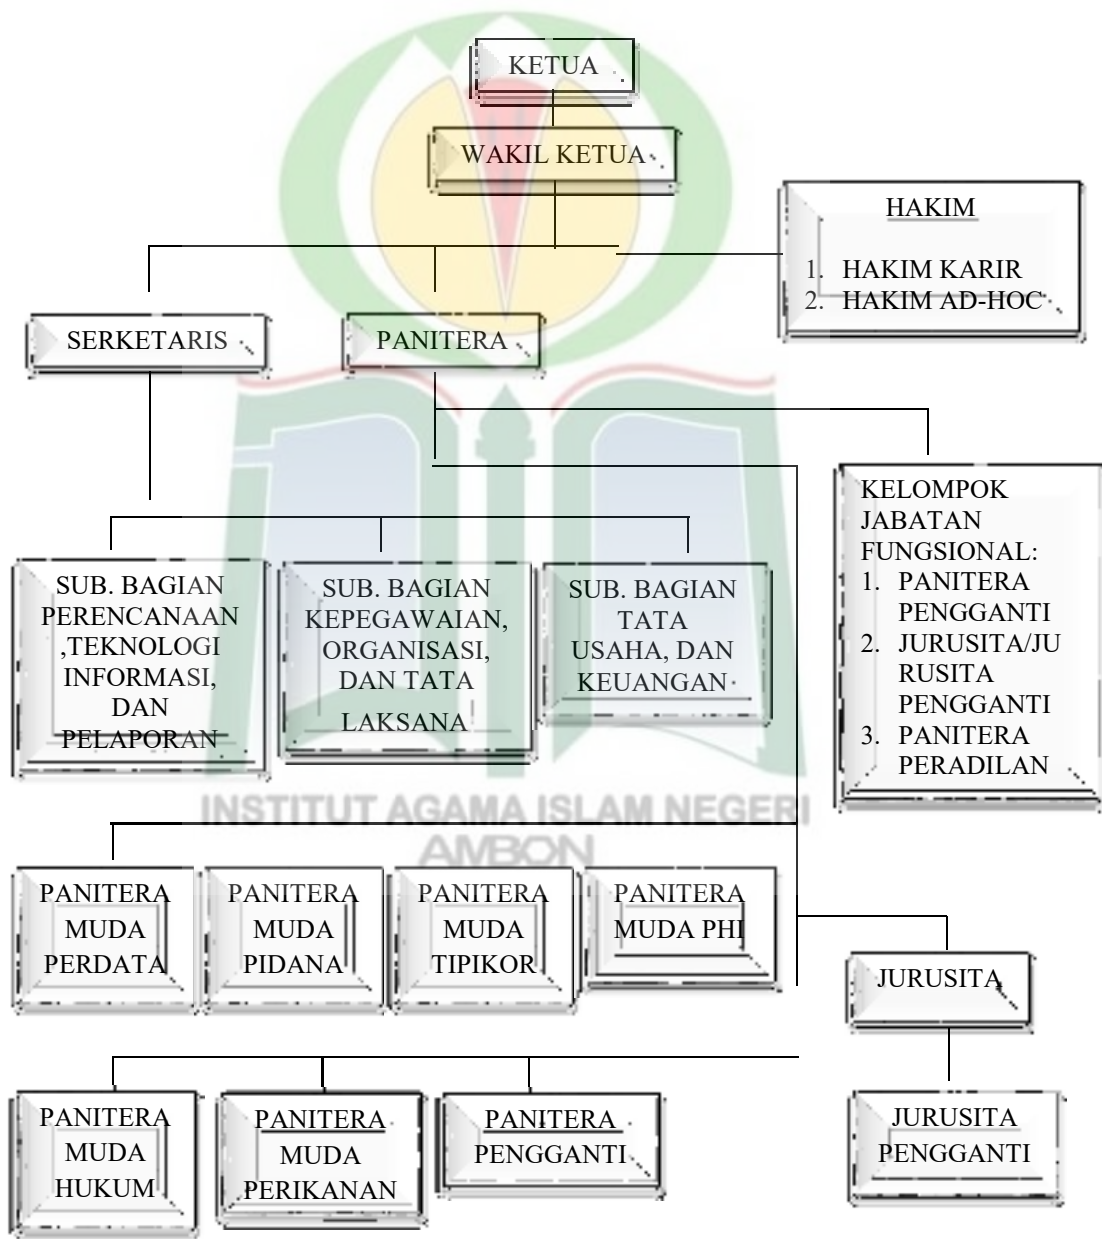 KETUA
WAKIL KETUA
HAKIM
1. HAKIM KARIR
2. HAKIM AD-HOC
SERKETARIS
PANITERA
KELOMPOK
JABATAN
FUNGSIONAL:
1. PANITERA
PENGGANTI
2. JURUSITA/JU
RUSITA
PENGGANTI
3. PANITERA
PERADILAN
SUB. BAGIAN
PERENCANAAN
,TEKNOLOGI
INFORMASI,
DAN
PELAPORAN
SUB. BAGIAN
KEPEGAWAIAN,
ORGANISASI,
DAN TATA
LAKSANA
SUB. BAGIAN
TATA
USAHA, DAN
KEUANGAN
INSTITUT AGAMA ISLAM NEGERI
AMBON
PANITERA
MUDA
PERDATA
PANITERA
MUDA
PIDANA
PANITERA
MUDA
TIPIKOR
PANITERA
MUDA PHI
JURUSITA
PANITERA
MUDA
HUKUM
PANITERA
MUDA
PERIKANAN
PANITERA
PENGGANTI
JURUSITA
PENGGANTI